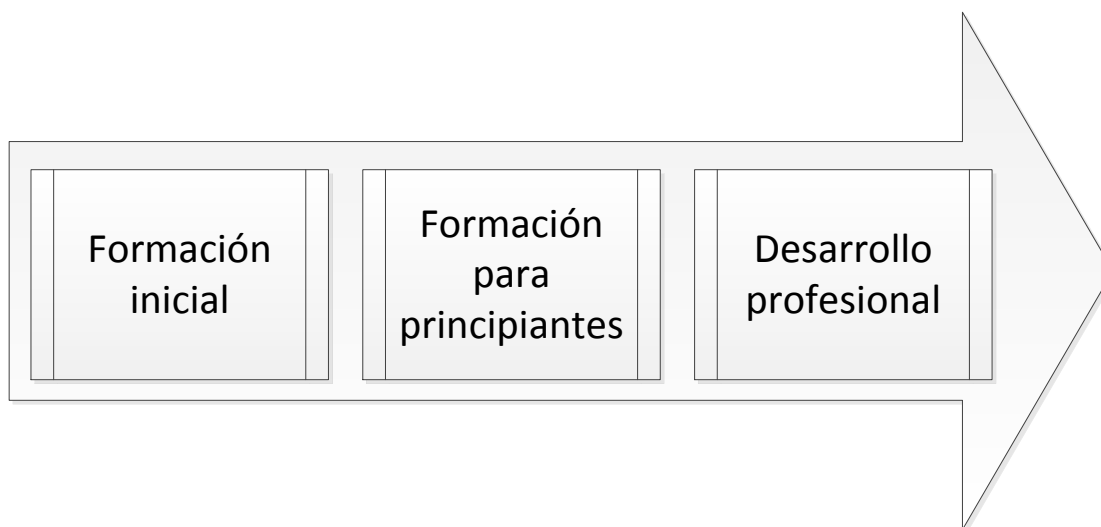 Formación
inicial
Formación
para
principiantes
Desarrollo
profesional